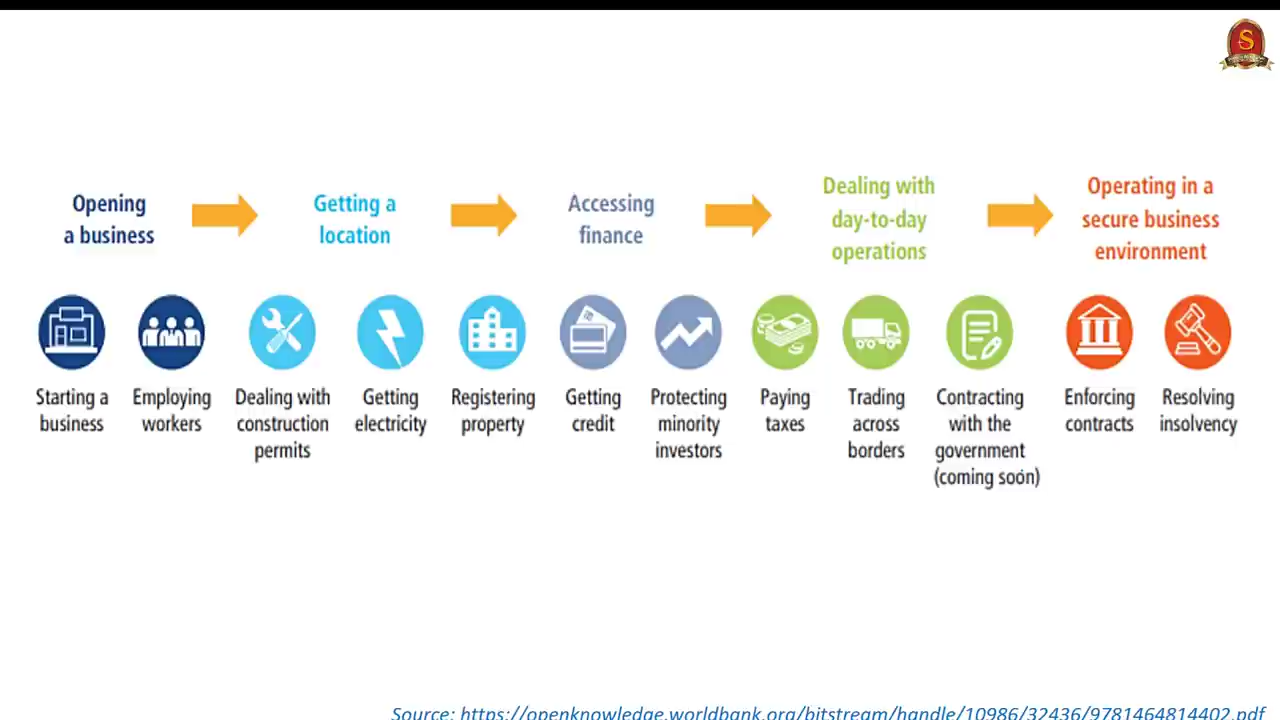 Opening
a business
Getting a
location
Accessing
finance
Dealing with
day-to-day
operations
Operating in a
secure business
environment
Starting a
business
Employing
workers
Dealing with
construction
permits
Getting
electricity
Registering
property
Getting
credit
Protecting
minority
investors
Paying
taxes
Trading
across
borders
Contracting
with the
government
(coming soon)
Enforcing
contracts
Resolving
insolvency
Source: https://openknowledge.worldbank.org/bitstream/handle/10986/32436/9781464814402.pdf
S